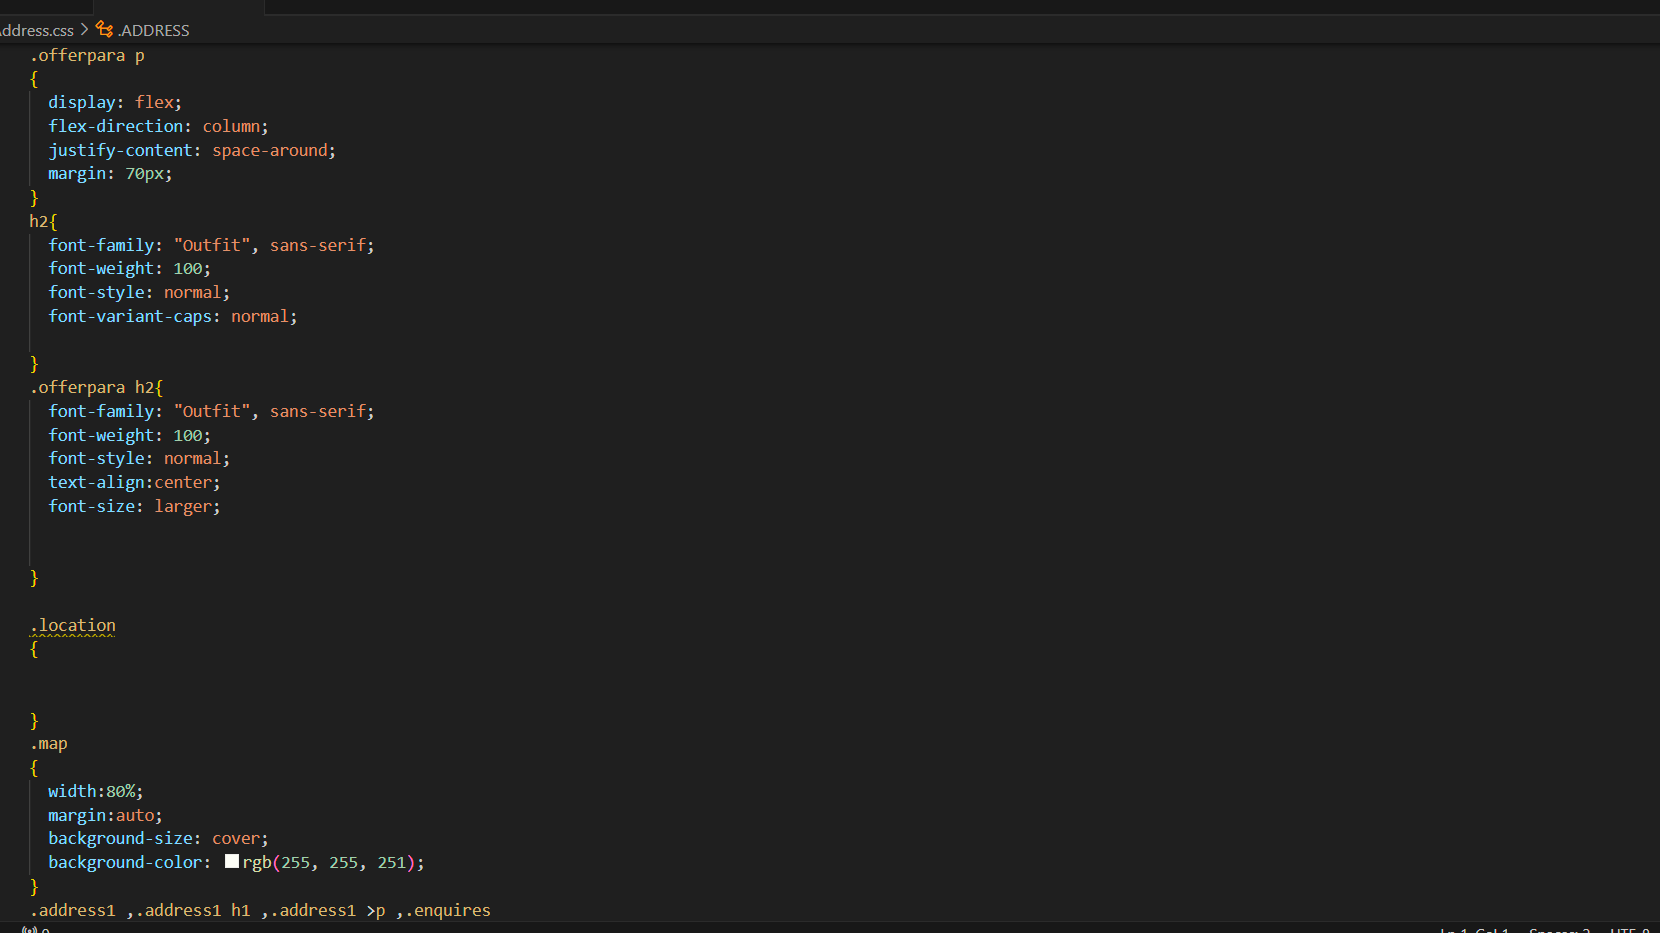 ddress.css > .ADDRESS
.offerpara p
{
display: flex;
flex-direction: column;
justify-content: space-around;
margin: 70px;
}
h2{
font-family: "Outfit", sans-serif;
font-weight: 100;
font-style: normal;
font-variant-caps: normal;
}
.offerpara h2{
font-family: "Outfit", sans-serif;
font-weight: 100;
font-style: normal;
text-align:center;
font-size: larger;
}
.location
{
}
.map
{
width:80%;
margin:auto;
background-size: cover;
background-color: rgb(255, 255, 251);
}
.address1 ,.address1 h1 ,.address1 >p ,.enquires